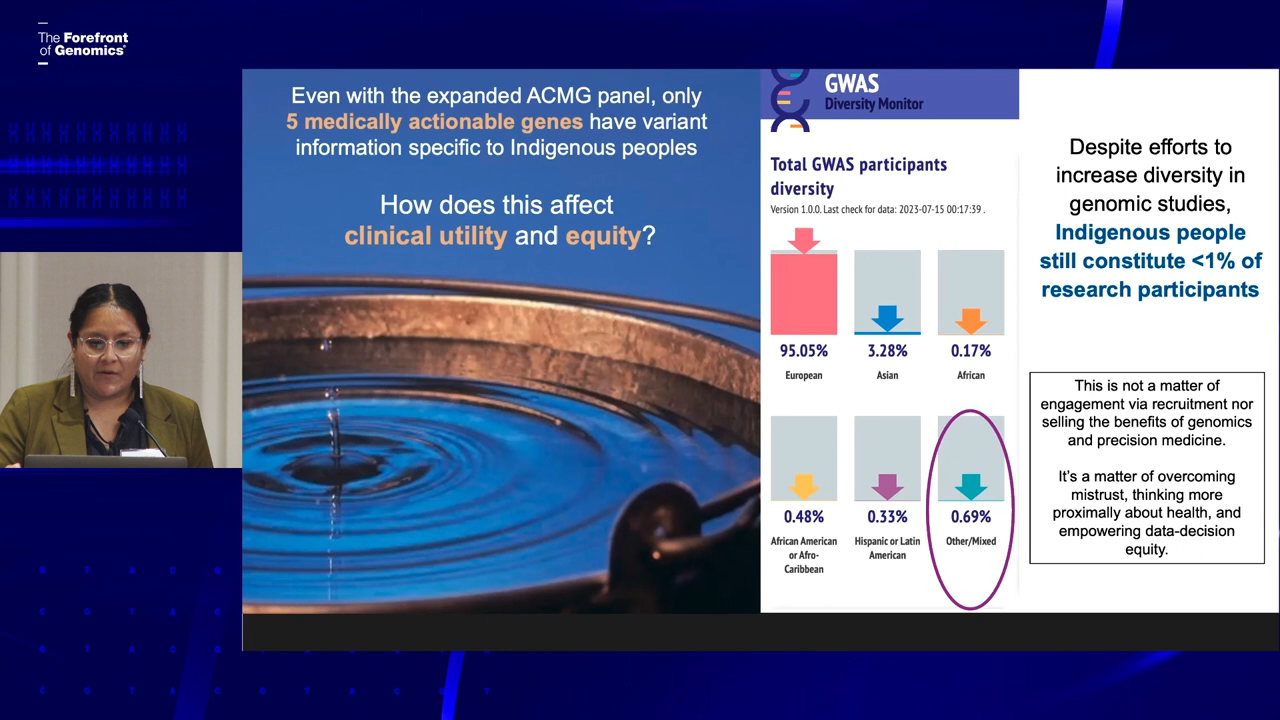 The Forefront
of Genomics®
Even with the expanded ACMG panel, only
5 medically actionable genes have variant
information specific to Indigenous peoples
How does this affect
clinical utility and equity?
GWAS
Diversity Monitor
Total GWAS participants
diversity
Version 1.0.0. Last check for data: 2023-07-15 00:17:39 .
95.05%
European
3.28%
Asian
0.17%
African
0.48%
African American
or Afro-
Caribbean
0.33%
Hispanic or Latin
American
0.69%
Other/Mixed
Despite efforts to
increase diversity in
genomic studies,
Indigenous people
still constitute <1% of
research participants
This is not a matter of
engagement via recruitment nor
selling the benefits of genomics
and precision medicine.
It's a matter of overcoming
mistrust, thinking more
proximally about health, and
empowering data-decision
equity.